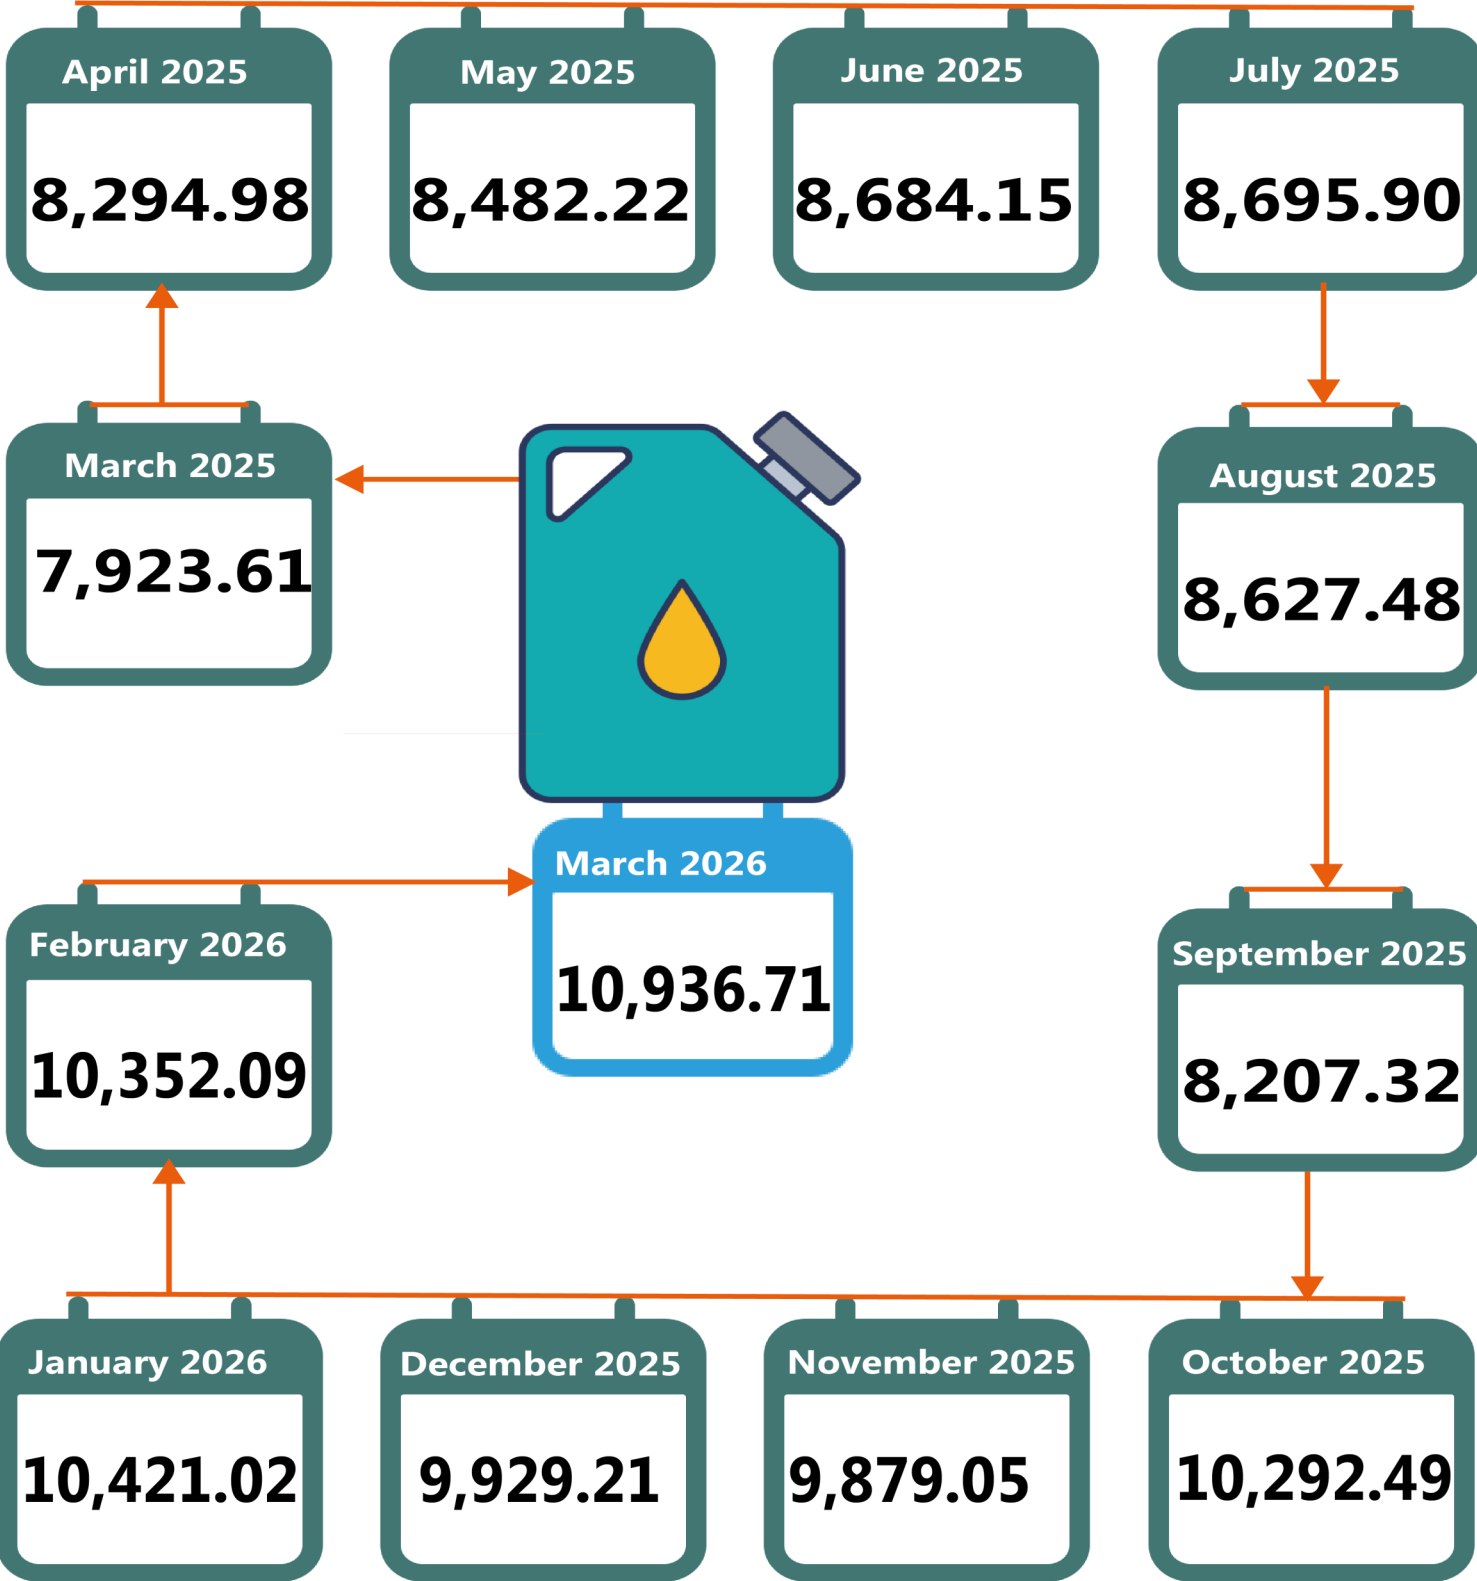 April 2025
8,294.98
May 2025
8,482.22
June 2025
8,684.15
July 2025
8,695.90
March 2025
7,923.61
August 2025
8,627.48
March 2026
10,936.71
February 2026
10,352.09
September 2025
8,207.32
January 2026
10,421.02
December 2025
9,929.21
November 2025
9,879.05
October 2025
10,292.49